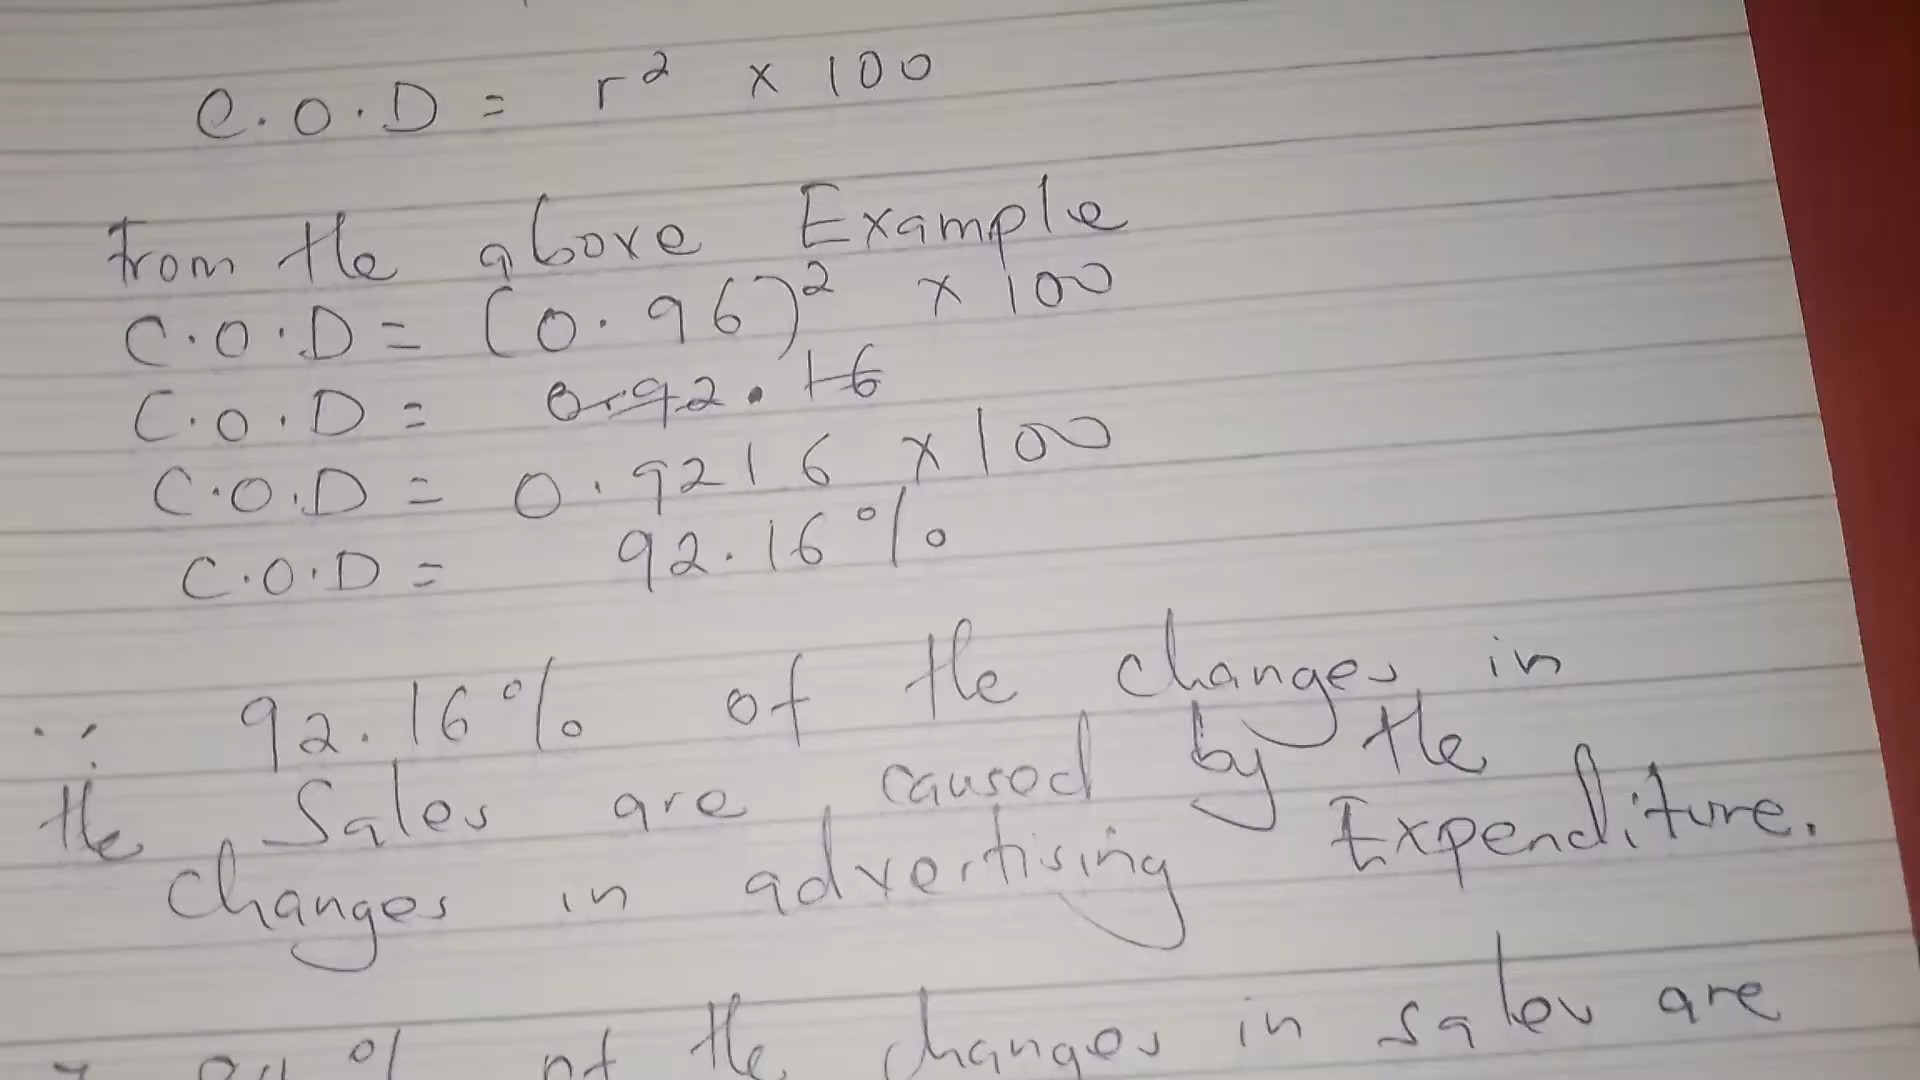 C.O.D = r² × 100
From the above Example
C.O.D = (0.96)² × 100
C.O.D = 0.92.16
C.O.D = 0.9216 × 100
C.O.D = 92.16%
∵ 92.16% of the changes in
the Sales are caused by the
changes in advertising Expenditure.
% of the changes in sales are